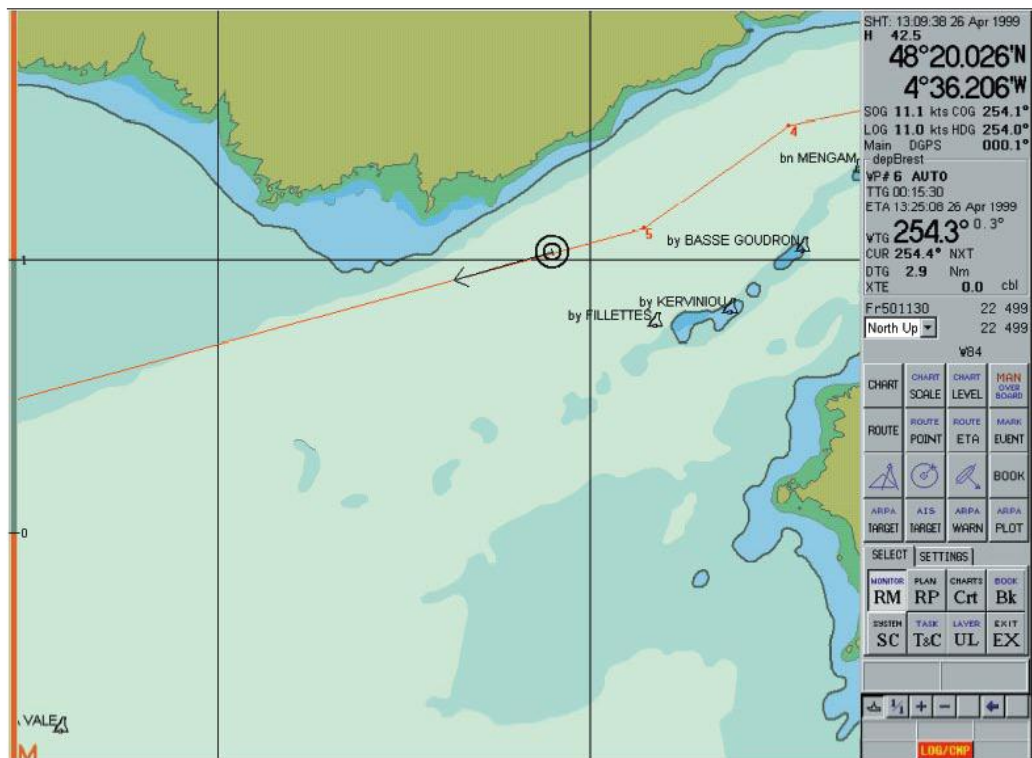 SHT: 13:09:38 26 Apr 1999
H 42.5
48°20.026'N
4°36.206'W
SOG 11.1 kts COG 254.1°
LOG 11.0 kts HDG 254.0°
Main DGPS 000.1°
depBrest
WP# 6 AUTO
TTG 00:15:30
ETA 13:25:08 26 Apr 1999
WTG 254.3° 0.3°
CUR 254.4° NXT
DTG 2.9 Nm
XTE 0.0 cbl
Fr501130 22 499
North Up 22 499
W84
CHART CHART SCALE CHART LEVEL MAN OVER BOARD
ROUTE ROUTE POINT ROUTE ETA MARK EVENT
BOOK
ARPA TARGET AIS TARGET ARPA WARN ARPA PLOT
SELECT SETTINGS
MONITOR RM PLAN RP CHARTS Crt BOOK Bk
SYSTEM SC TASK T&C LAYER UL EXIT EX
1/1 + -
LOG/CMP
4
bn MENGAM
5
by BASSE GOUDRON
1
by KERVINIOU
by FILLETTES
0
VALE
M